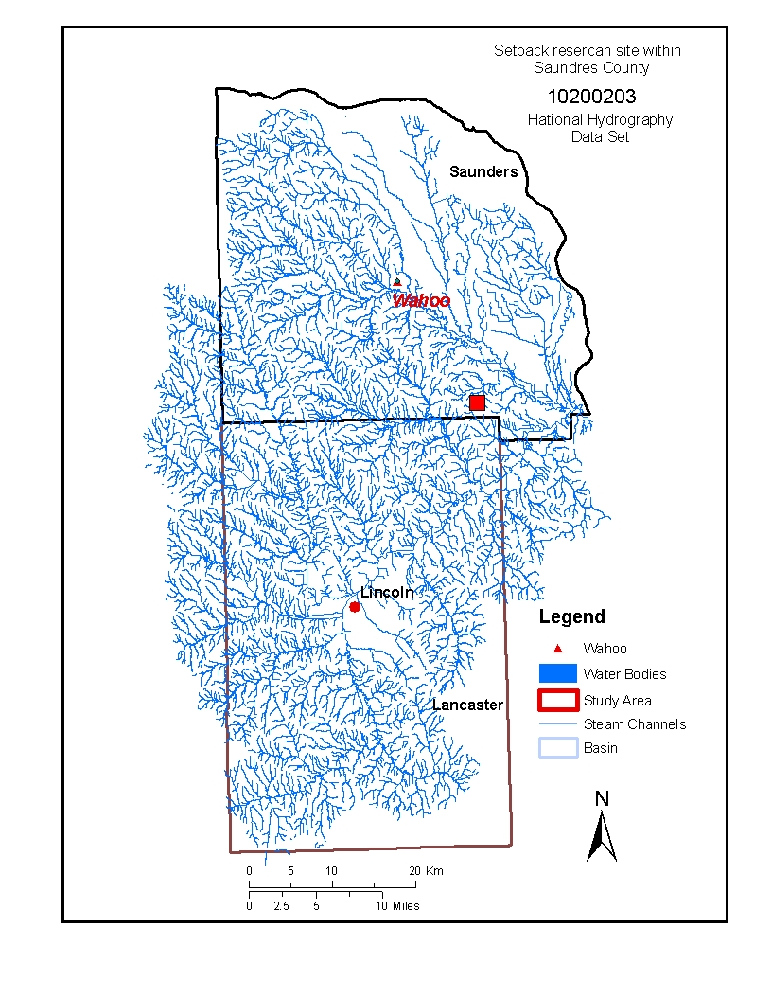 Setback resercah site within
Saundres County
10200203
Hational Hydrography
Data Set
Saunders
Wahoo
Lincoln
Lancaster
Legend
Wahoo
Water Bodies
Study Area
Steam Channels
Basin
N
0 5 10 20 Km
0 2.5 5 10 Miles